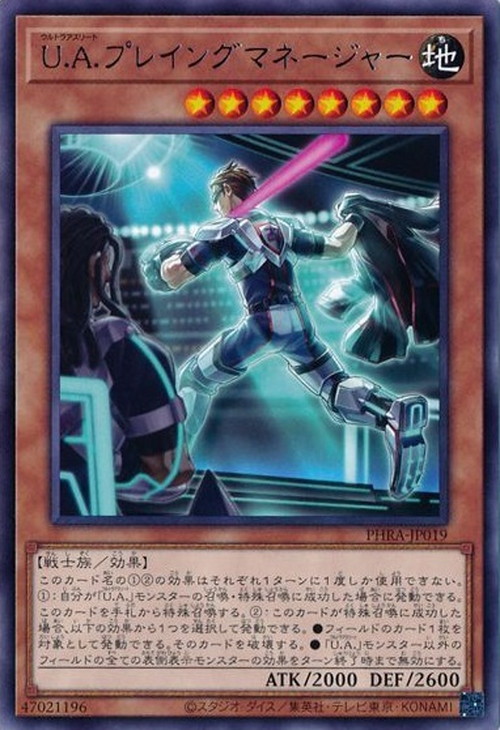 ウルトラアスリート
U.A.プレイングマネージャー 地
PHRA-JP019
【戦士族／効果】
このカード名の①②の効果はそれぞれ1ターンに1度しか使用できない。
①：自分が「U.A.」モンスターの召喚・特殊召喚に成功した場合に発動できる。
このカードを手札から特殊召喚する。②：このカードが特殊召喚に成功した
場合、以下の効果から1つを選択して発動できる。●フィールドのカード1枚を
対象として発動できる。そのカードを破壊する。●「U.A.」モンスター以外の
フィールドの全ての表側表示モンスターの効果をターン終了時まで無効にする。
ATK/2000 DEF/2600
47021196 ©スタジオ・ダイス／集英社・テレビ東京・KONAMI